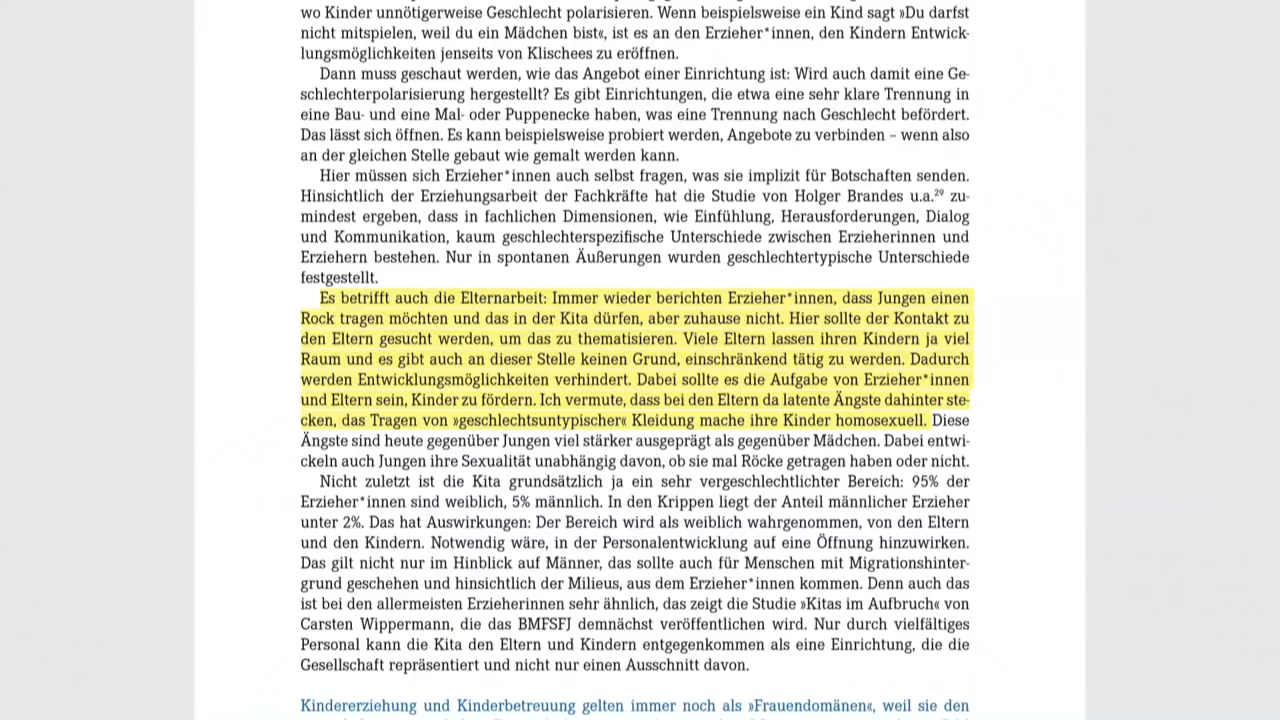 wo Kinder unnötigerweise Geschlecht polarisieren. Wenn beispielsweise ein Kind sagt »Du darfst
nicht mitspielen, weil du ein Mädchen bist«, ist es an den Erzieher*innen, den Kindern Entwick-
lungsmöglichkeiten jenseits von Klischees zu eröffnen.
Dann muss geschaut werden, wie das Angebot einer Einrichtung ist: Wird auch damit eine Ge-
schlechterpolarisierung hergestellt? Es gibt Einrichtungen, die etwa eine sehr klare Trennung in
eine Bau- und eine Mal- oder Puppenecke haben, was eine Trennung nach Geschlecht befördert.
Das lässt sich öffnen. Es kann beispielsweise probiert werden, Angebote zu verbinden – wenn also
an der gleichen Stelle gebaut wie gemalt werden kann.
Hier müssen sich Erzieher*innen auch selbst fragen, was sie implizit für Botschaften senden.
Hinsichtlich der Erziehungsarbeit der Fachkräfte hat die Studie von Holger Brandes u.a.²⁹ zu-
mindest ergeben, dass in fachlichen Dimensionen, wie Einfühlung, Herausforderungen, Dialog
und Kommunikation, kaum geschlechterspezifische Unterschiede zwischen Erzieherinnen und
Erziehern bestehen. Nur in spontanen Äußerungen wurden geschlechtertypische Unterschiede
festgestellt.
Es betrifft auch die Elternarbeit: Immer wieder berichten Erzieher*innen, dass Jungen einen
Rock tragen möchten und das in der Kita dürfen, aber zuhause nicht. Hier sollte der Kontakt zu
den Eltern gesucht werden, um das zu thematisieren. Viele Eltern lassen ihren Kindern ja viel
Raum und es gibt auch an dieser Stelle keinen Grund, einschränkend tätig zu werden. Dadurch
werden Entwicklungsmöglichkeiten verhindert. Dabei sollte es die Aufgabe von Erzieher*innen
und Eltern sein, Kinder zu fördern. Ich vermute, dass bei den Eltern da latente Ängste dahinter ste-
cken, das Tragen von »geschlechtsuntypischer« Kleidung mache ihre Kinder homosexuell. Diese
Ängste sind heute gegenüber Jungen viel stärker ausgeprägt als gegenüber Mädchen. Dabei entwi-
ckeln auch Jungen ihre Sexualität unabhängig davon, ob sie mal Röcke getragen haben oder nicht.
Nicht zuletzt ist die Kita grundsätzlich ja ein sehr vergeschlechtlichter Bereich: 95% der
Erzieher*innen sind weiblich, 5% männlich. In den Krippen liegt der Anteil männlicher Erzieher
unter 2%. Das hat Auswirkungen: Der Bereich wird als weiblich wahrgenommen, von den Eltern
und den Kindern. Notwendig wäre, in der Personalentwicklung auf eine Öffnung hinzuwirken.
Das gilt nicht nur im Hinblick auf Männer, das sollte auch für Menschen mit Migrationshinter-
grund geschehen und hinsichtlich der Milieus, aus dem Erzieher*innen kommen. Denn auch das
ist bei den allermeisten Erzieherinnen sehr ähnlich, das zeigt die Studie »Kitas im Aufbruch« von
Carsten Wippermann, die das BMFSFJ demnächst veröffentlichen wird. Nur durch vielfältiges
Personal kann die Kita den Eltern und Kindern entgegenkommen als eine Einrichtung, die die
Gesellschaft repräsentiert und nicht nur einen Ausschnitt davon.
Kindererziehung und Kinderbetreuung gelten immer noch als »Frauendomänen«, weil sie den